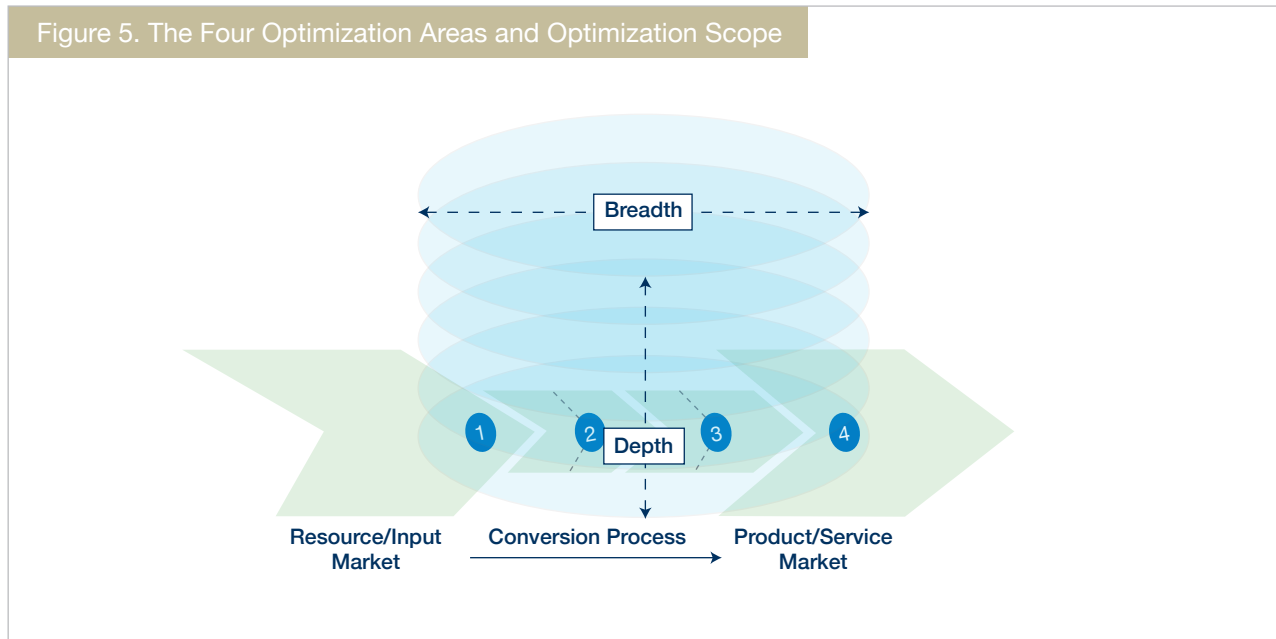 Figure 5. The Four Optimization Areas and Optimization Scope
Breadth
1
2
3
4
Depth
Resource/Input
Market
Conversion Process
Product/Service
Market